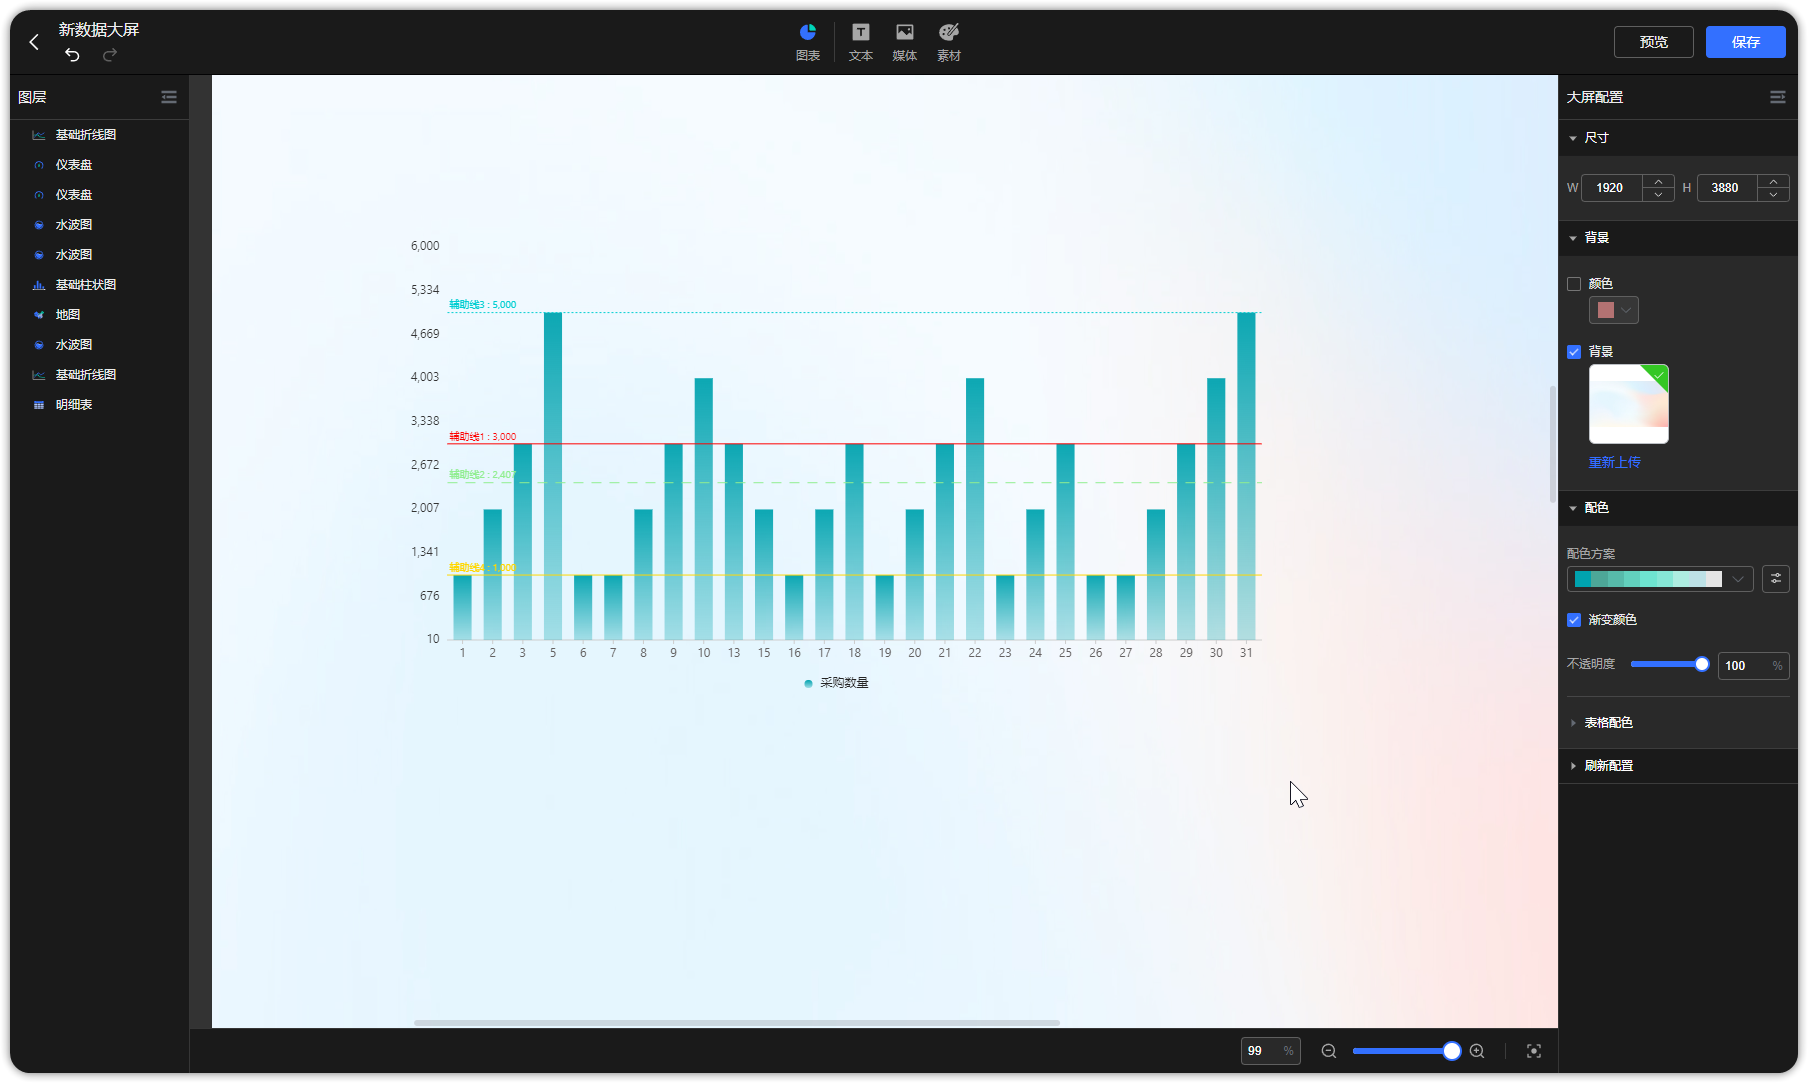 新数据大屏
图表
文本
媒体
素材
预览
保存
图层
基础折线图
仪表盘
仪表盘
水波图
水波图
基础柱状图
地图
水波图
基础折线图
明细表
6,000
5,334
4,669
4,003
3,338
2,672
2,007
1,341
676
10
辅助线3 : 5,000
辅助线1 : 3,000
辅助线2 : 2,407
辅助线4 : 1,000
1 2 3 5 6 7 8 9 10 13 15 16 17 18 19 20 21 22 23 24 25 26 27 28 29 30 31
采购数量
99 %
大屏配置
尺寸
W 1920 H 3880
背景
颜色
背景
重新上传
配色
配色方案
渐变颜色
不透明度 100 %
表格配色
刷新配置